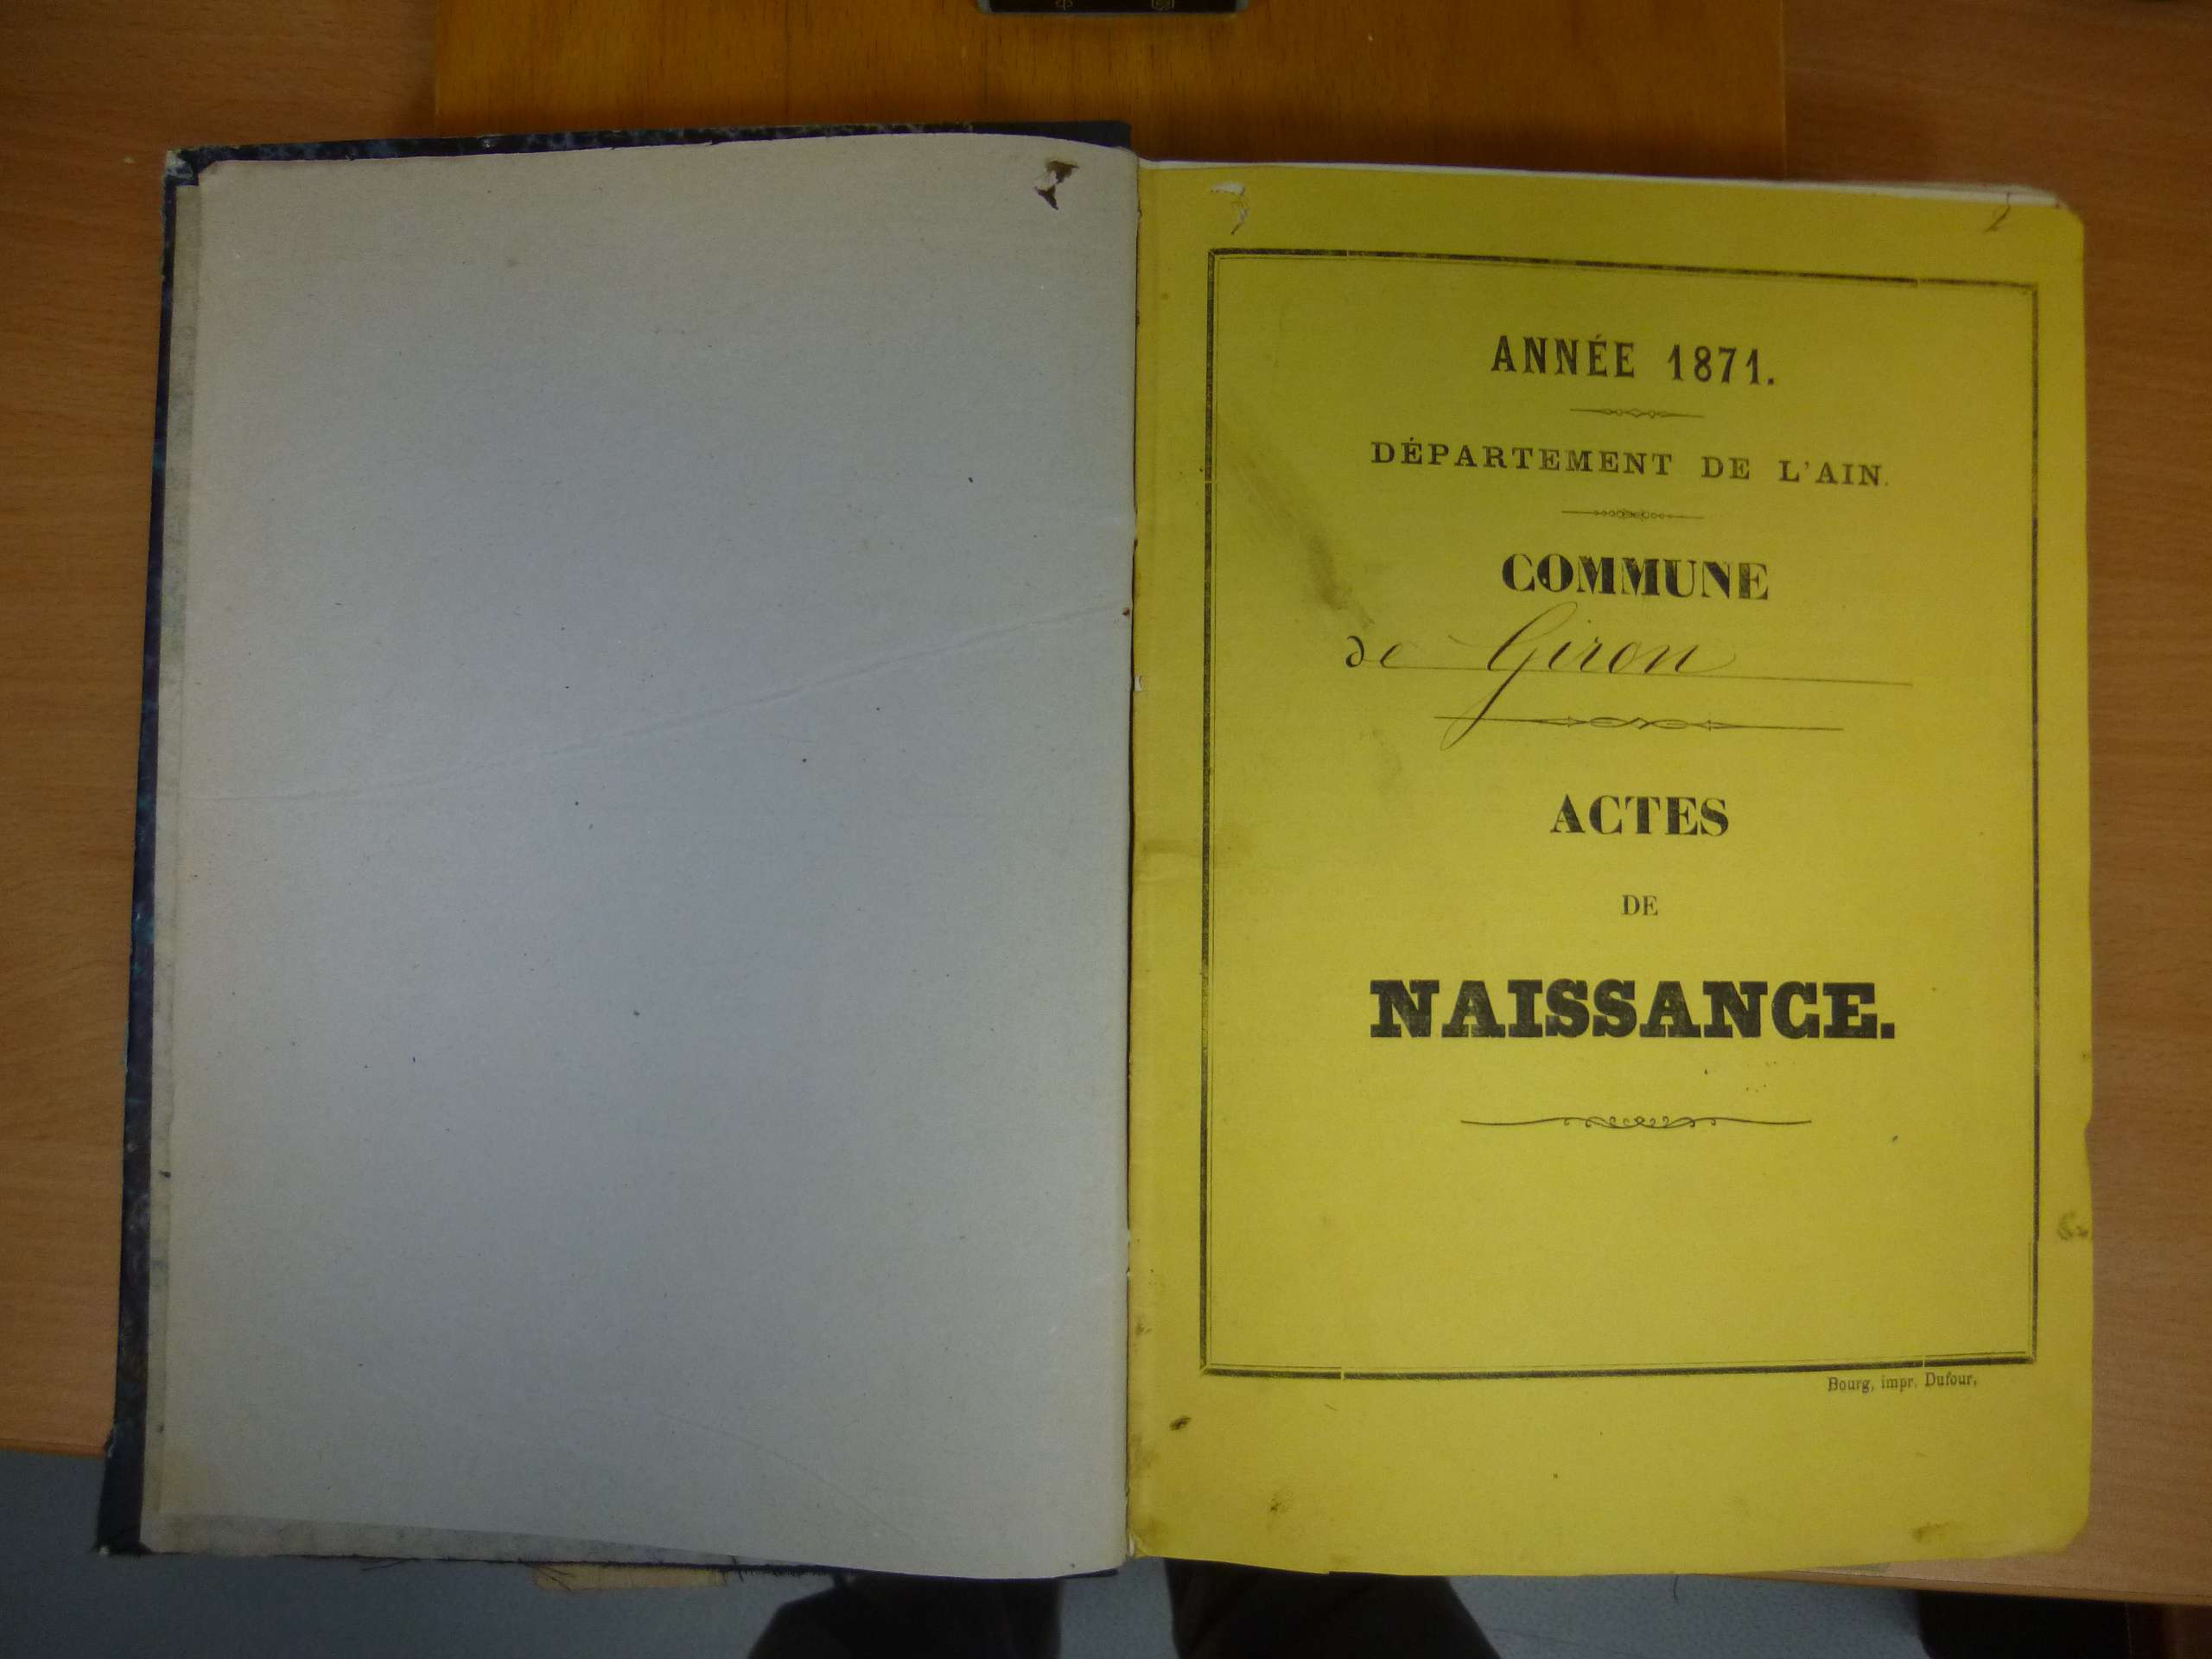 ANNÉE 1871.
DÉPARTEMENT DE L'AIN.
COMMUNE
de Giron
ACTES
DE
NAISSANCE.
Bourg, impr. Dufour.